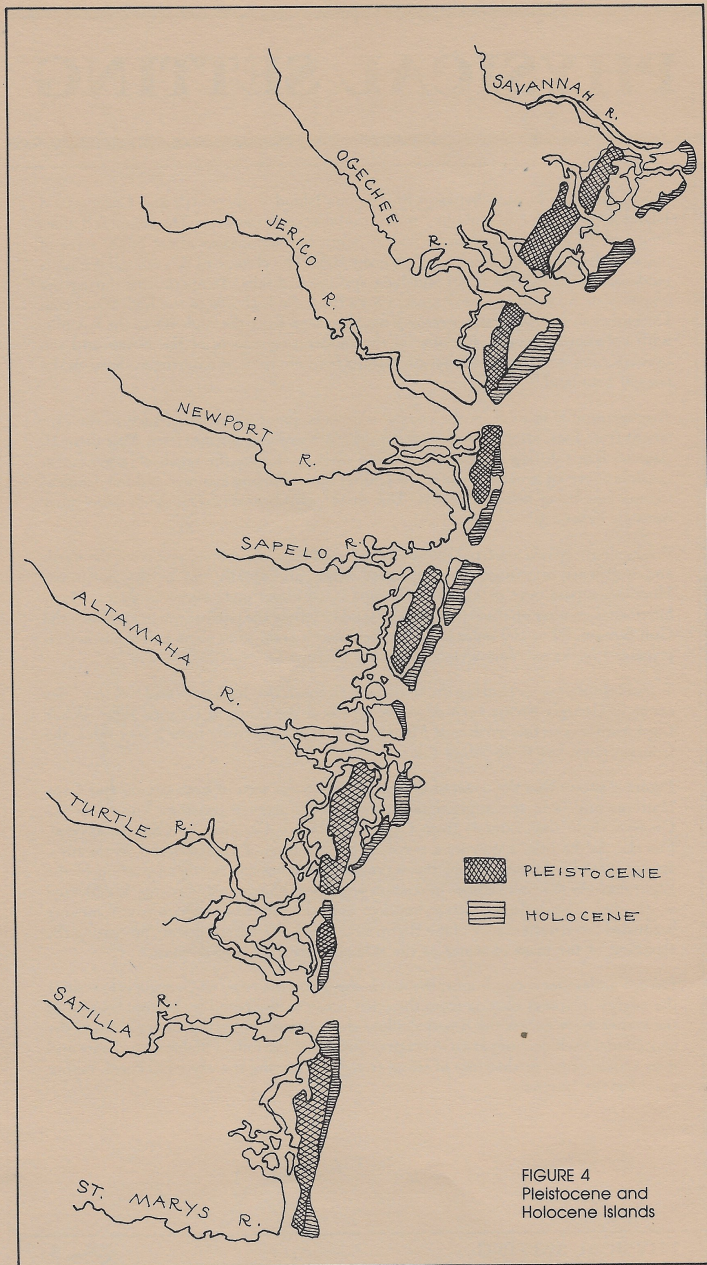 SAVANNAH R.
OGECHEE R.
JERICO R.
NEWPORT R.
SAPELO R.
ALTAMAHA R.
TURTLE R.
PLEISTOCENE
HOLOCENE
SATILLA R.
ST. MARYS R.
FIGURE 4
Pleistocene and
Holocene Islands